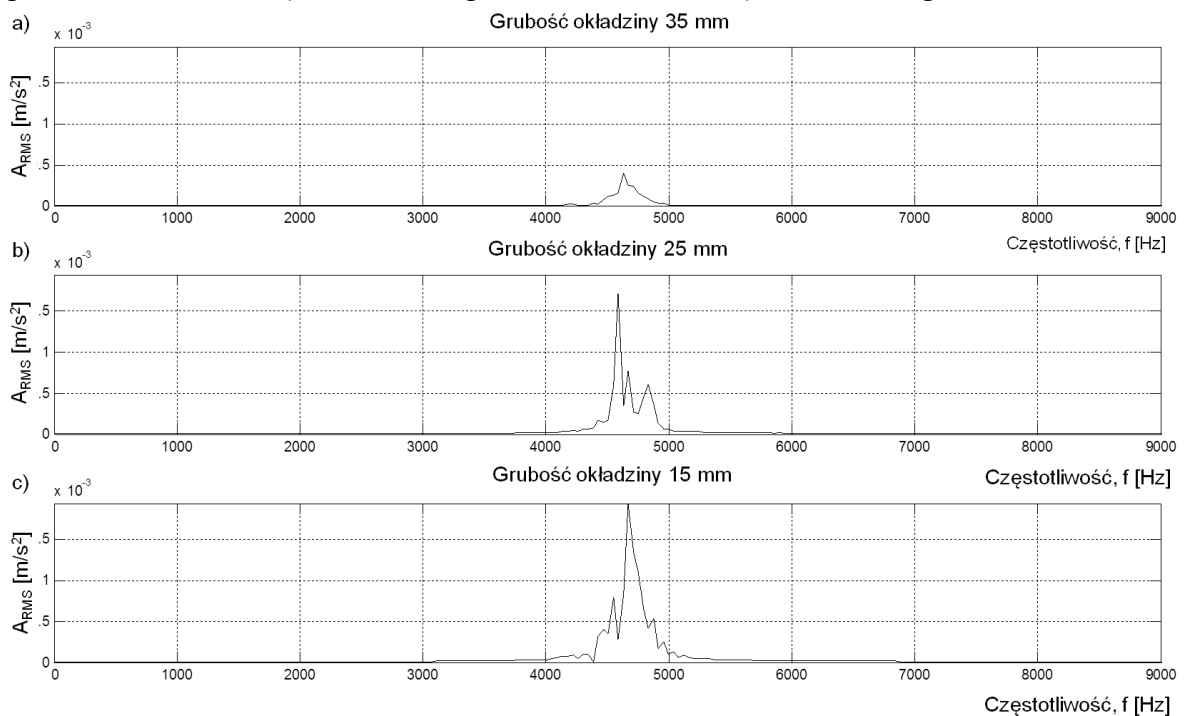 a)
x 10⁻³
Grubość okładziny 35 mm
A_RMS [m/s²]
.5
1
.5
0
0 1000 2000 3000 4000 5000 6000 7000 8000 9000
Częstotliwość, f [Hz]
b)
x 10⁻³
Grubość okładziny 25 mm
A_RMS [m/s²]
.5
1
.5
0
0 1000 2000 3000 4000 5000 6000 7000 8000 9000
Częstotliwość, f [Hz]
c)
x 10⁻³
Grubość okładziny 15 mm
A_RMS [m/s²]
.5
1
.5
0
0 1000 2000 3000 4000 5000 6000 7000 8000 9000
Częstotliwość, f [Hz]